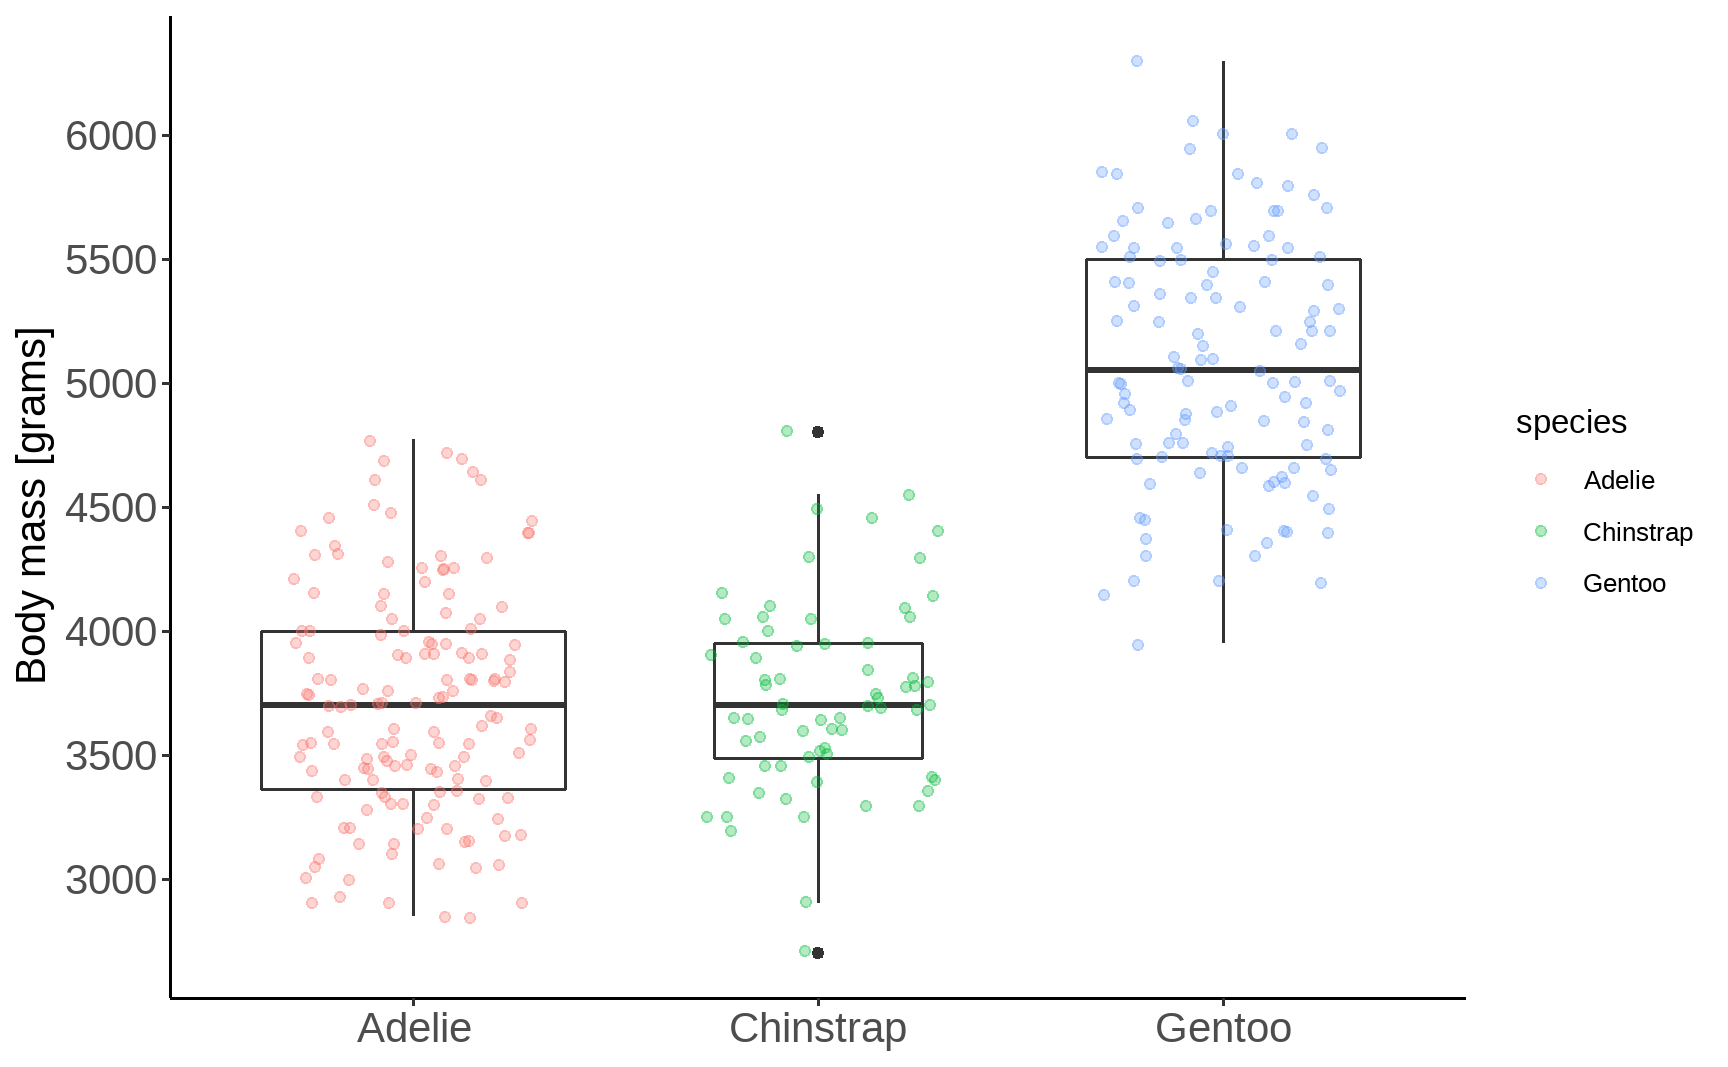 Body mass [grams]
6000
5500
5000
4500
4000
3500
3000
Adelie
Chinstrap
Gentoo
species
Adelie
Chinstrap
Gentoo